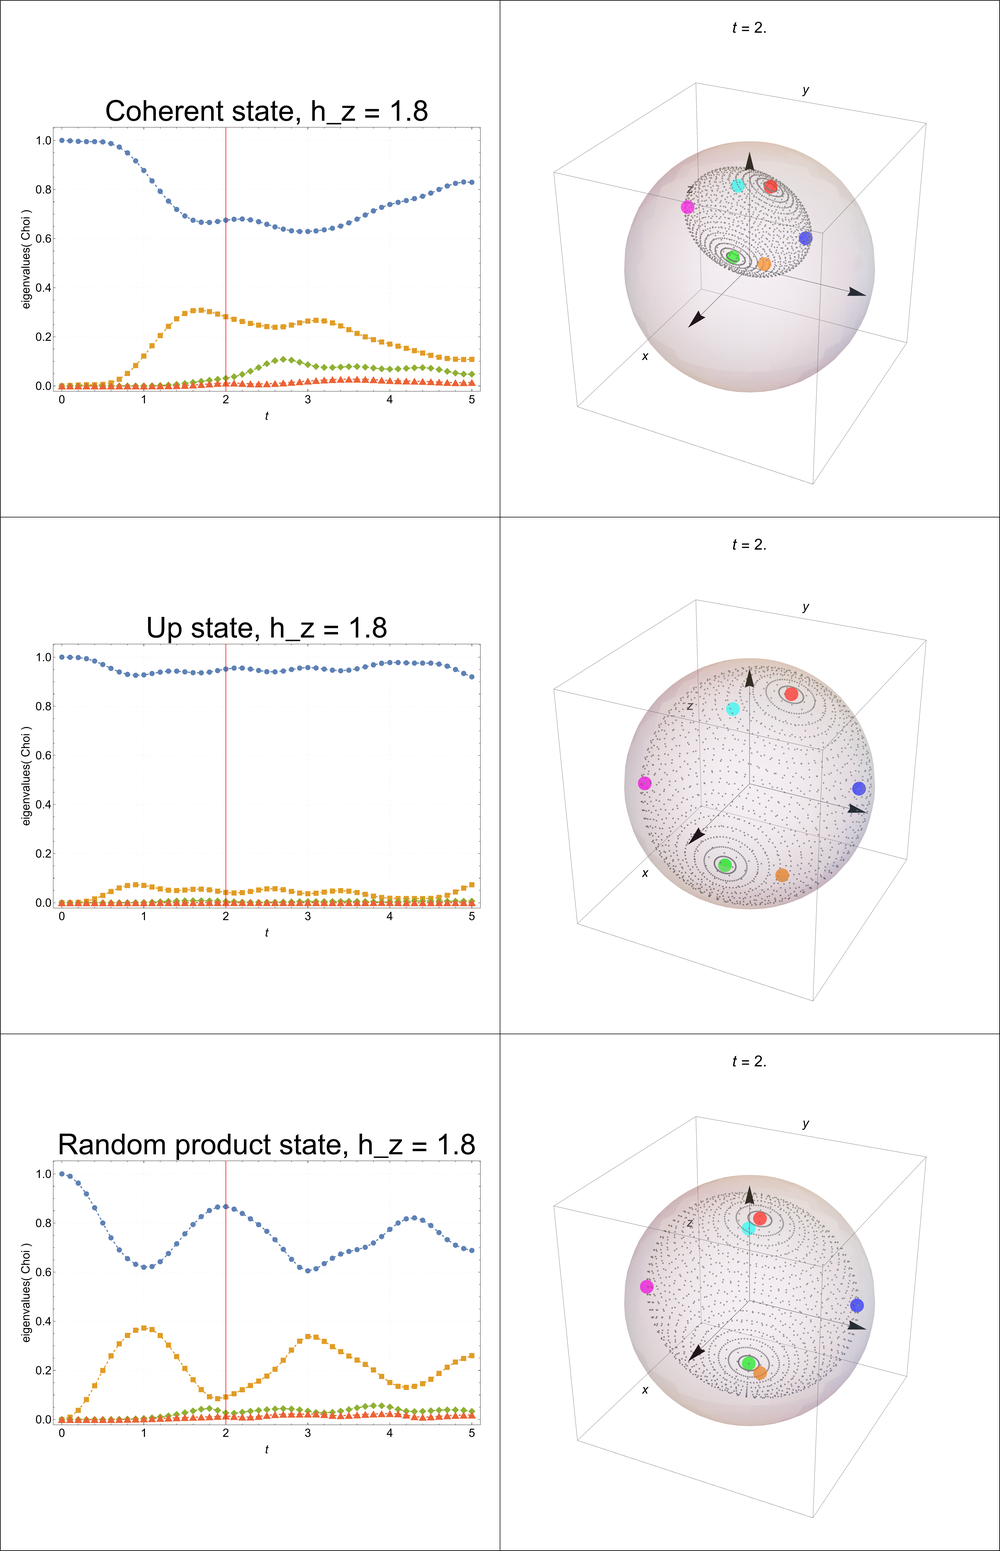 t = 2.
Coherent state, h_z = 1.8
y
1.0
0.8
0.6
0.4
0.2
0.0
eigenvalues( Choi )
0 1 2 3 4 5
t
z
x
t = 2.
Up state, h_z = 1.8
y
1.0
0.8
0.6
0.4
0.2
0.0
eigenvalues( Choi )
0 1 2 3 4 5
t
z
x
t = 2.
Random product state, h_z = 1.8
y
1.0
0.8
0.6
0.4
0.2
0.0
eigenvalues( Choi )
0 1 2 3 4 5
t
z
x